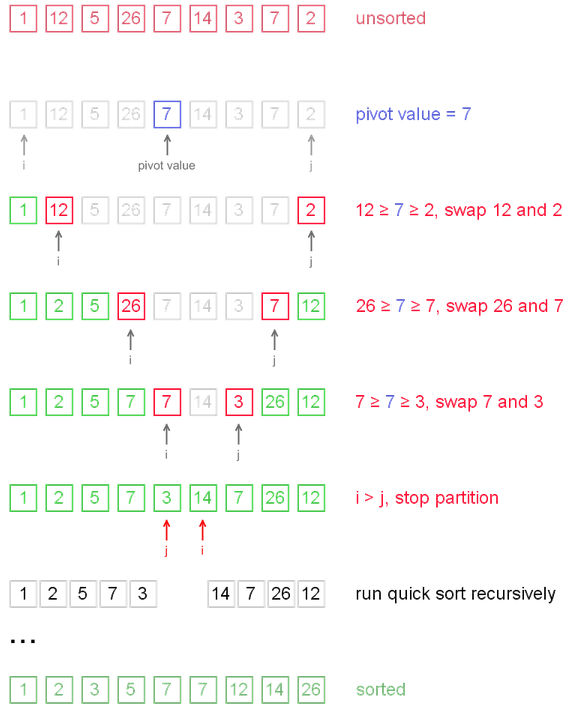 1 12 5 26 7 14 3 7 2 unsorted
1 12 5 26 7 14 3 7 2 pivot value = 7
i pivot value j
1 12 5 26 7 14 3 7 2 12 ≥ 7 ≥ 2, swap 12 and 2
i j
1 2 5 26 7 14 3 7 12 26 ≥ 7 ≥ 7, swap 26 and 7
i j
1 2 5 7 7 14 3 26 12 7 ≥ 7 ≥ 3, swap 7 and 3
i j
1 2 5 7 3 14 7 26 12 i > j, stop partition
j i
1 2 5 7 3 14 7 26 12 run quick sort recursively
...
1 2 3 5 7 7 12 14 26 sorted